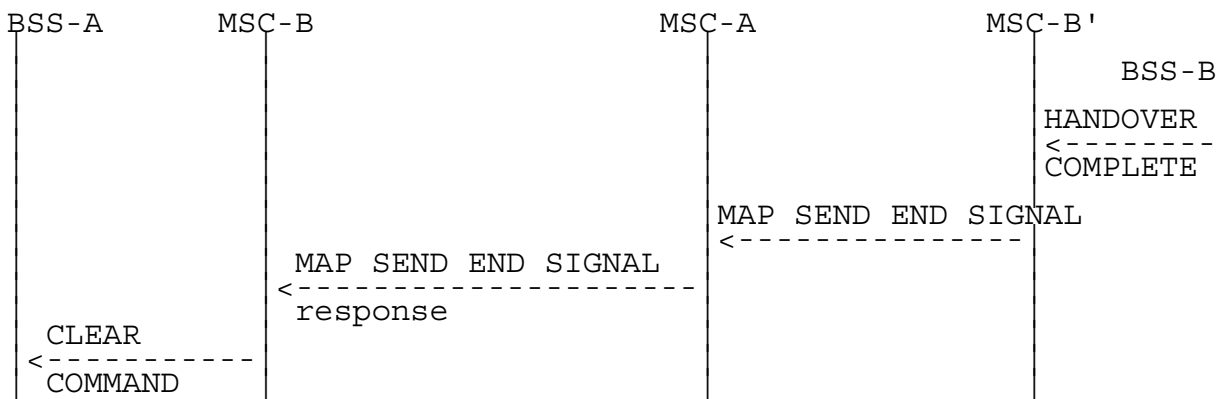 BSS-A MSC-B MSC-A MSC-B'
BSS-B
HANDOVER
COMPLETE
MAP SEND END SIGNAL
MAP SEND END SIGNAL
response
CLEAR
COMMAND